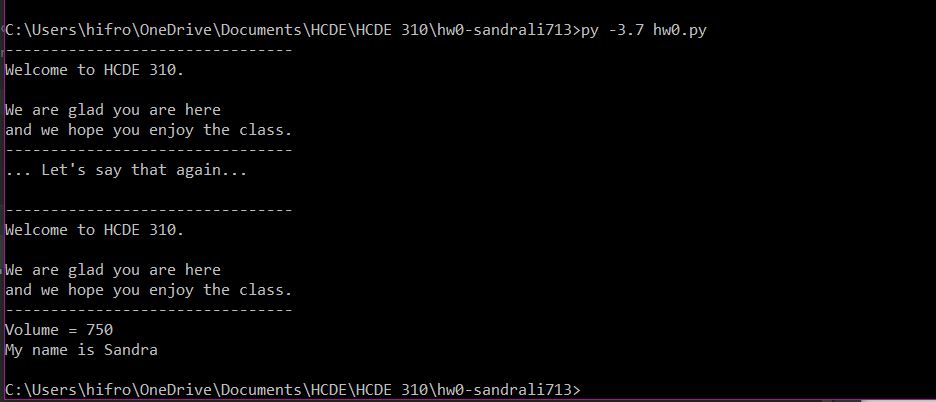 C:\Users\hifro\OneDrive\Documents\HCDE\HCDE 310\hw0-sandrali713>py -3.7 hw0.py
--------------------------------
Welcome to HCDE 310.
We are glad you are here
and we hope you enjoy the class.
--------------------------------
... Let's say that again...
--------------------------------
Welcome to HCDE 310.
We are glad you are here
and we hope you enjoy the class.
--------------------------------
Volume = 750
My name is Sandra
C:\Users\hifro\OneDrive\Documents\HCDE\HCDE 310\hw0-sandrali713>